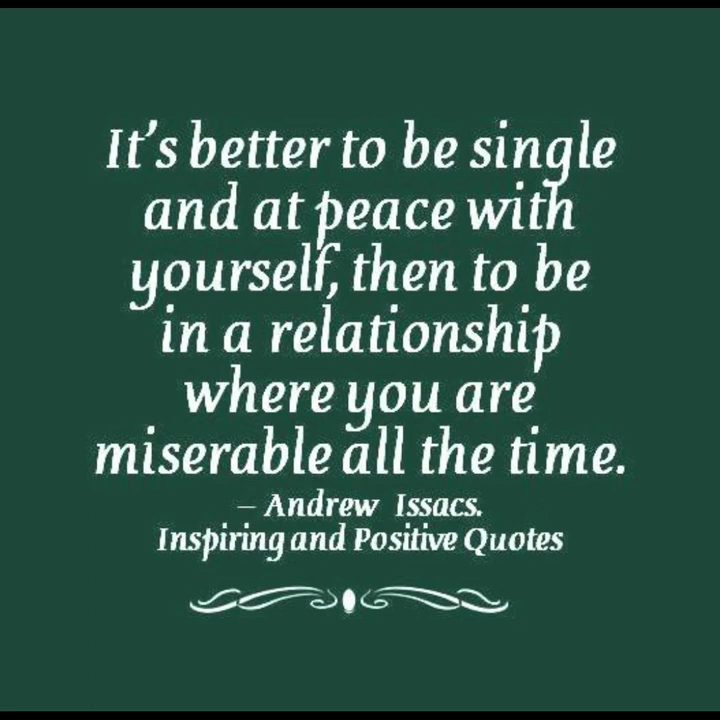 It's better to be single
and at peace with
yourself, then to be
in a relationship
where you are
miserable all the time.
– Andrew Issacs.
Inspiring and Positive Quotes